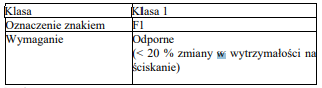 Klasa Klasa 1
Oznaczenie znakiem F1
Wymaganie Odporne
(< 20 % zmiany w wytrzymałości na
ściskanie)